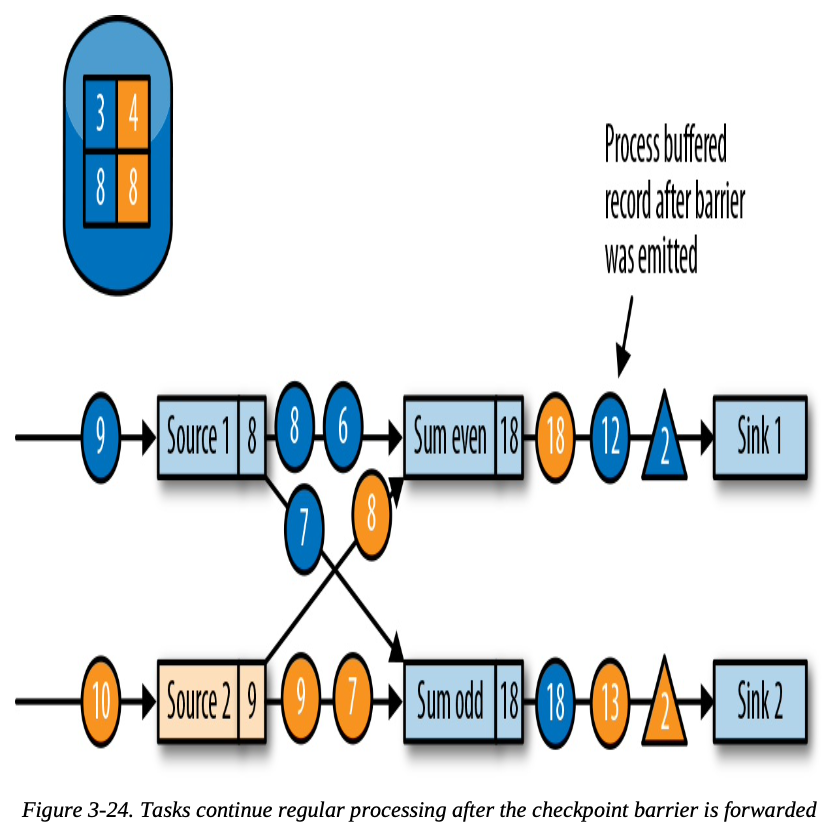 3 4
8 8
Process buffered
record after barrier
was emitted
9 Source 1 8 8 6 Sum even 18 18 12 2 Sink 1
7 8
10 Source 2 9 9 7 Sum odd 18 18 13 2 Sink 2
Figure 3-24. Tasks continue regular processing after the checkpoint barrier is forwarded